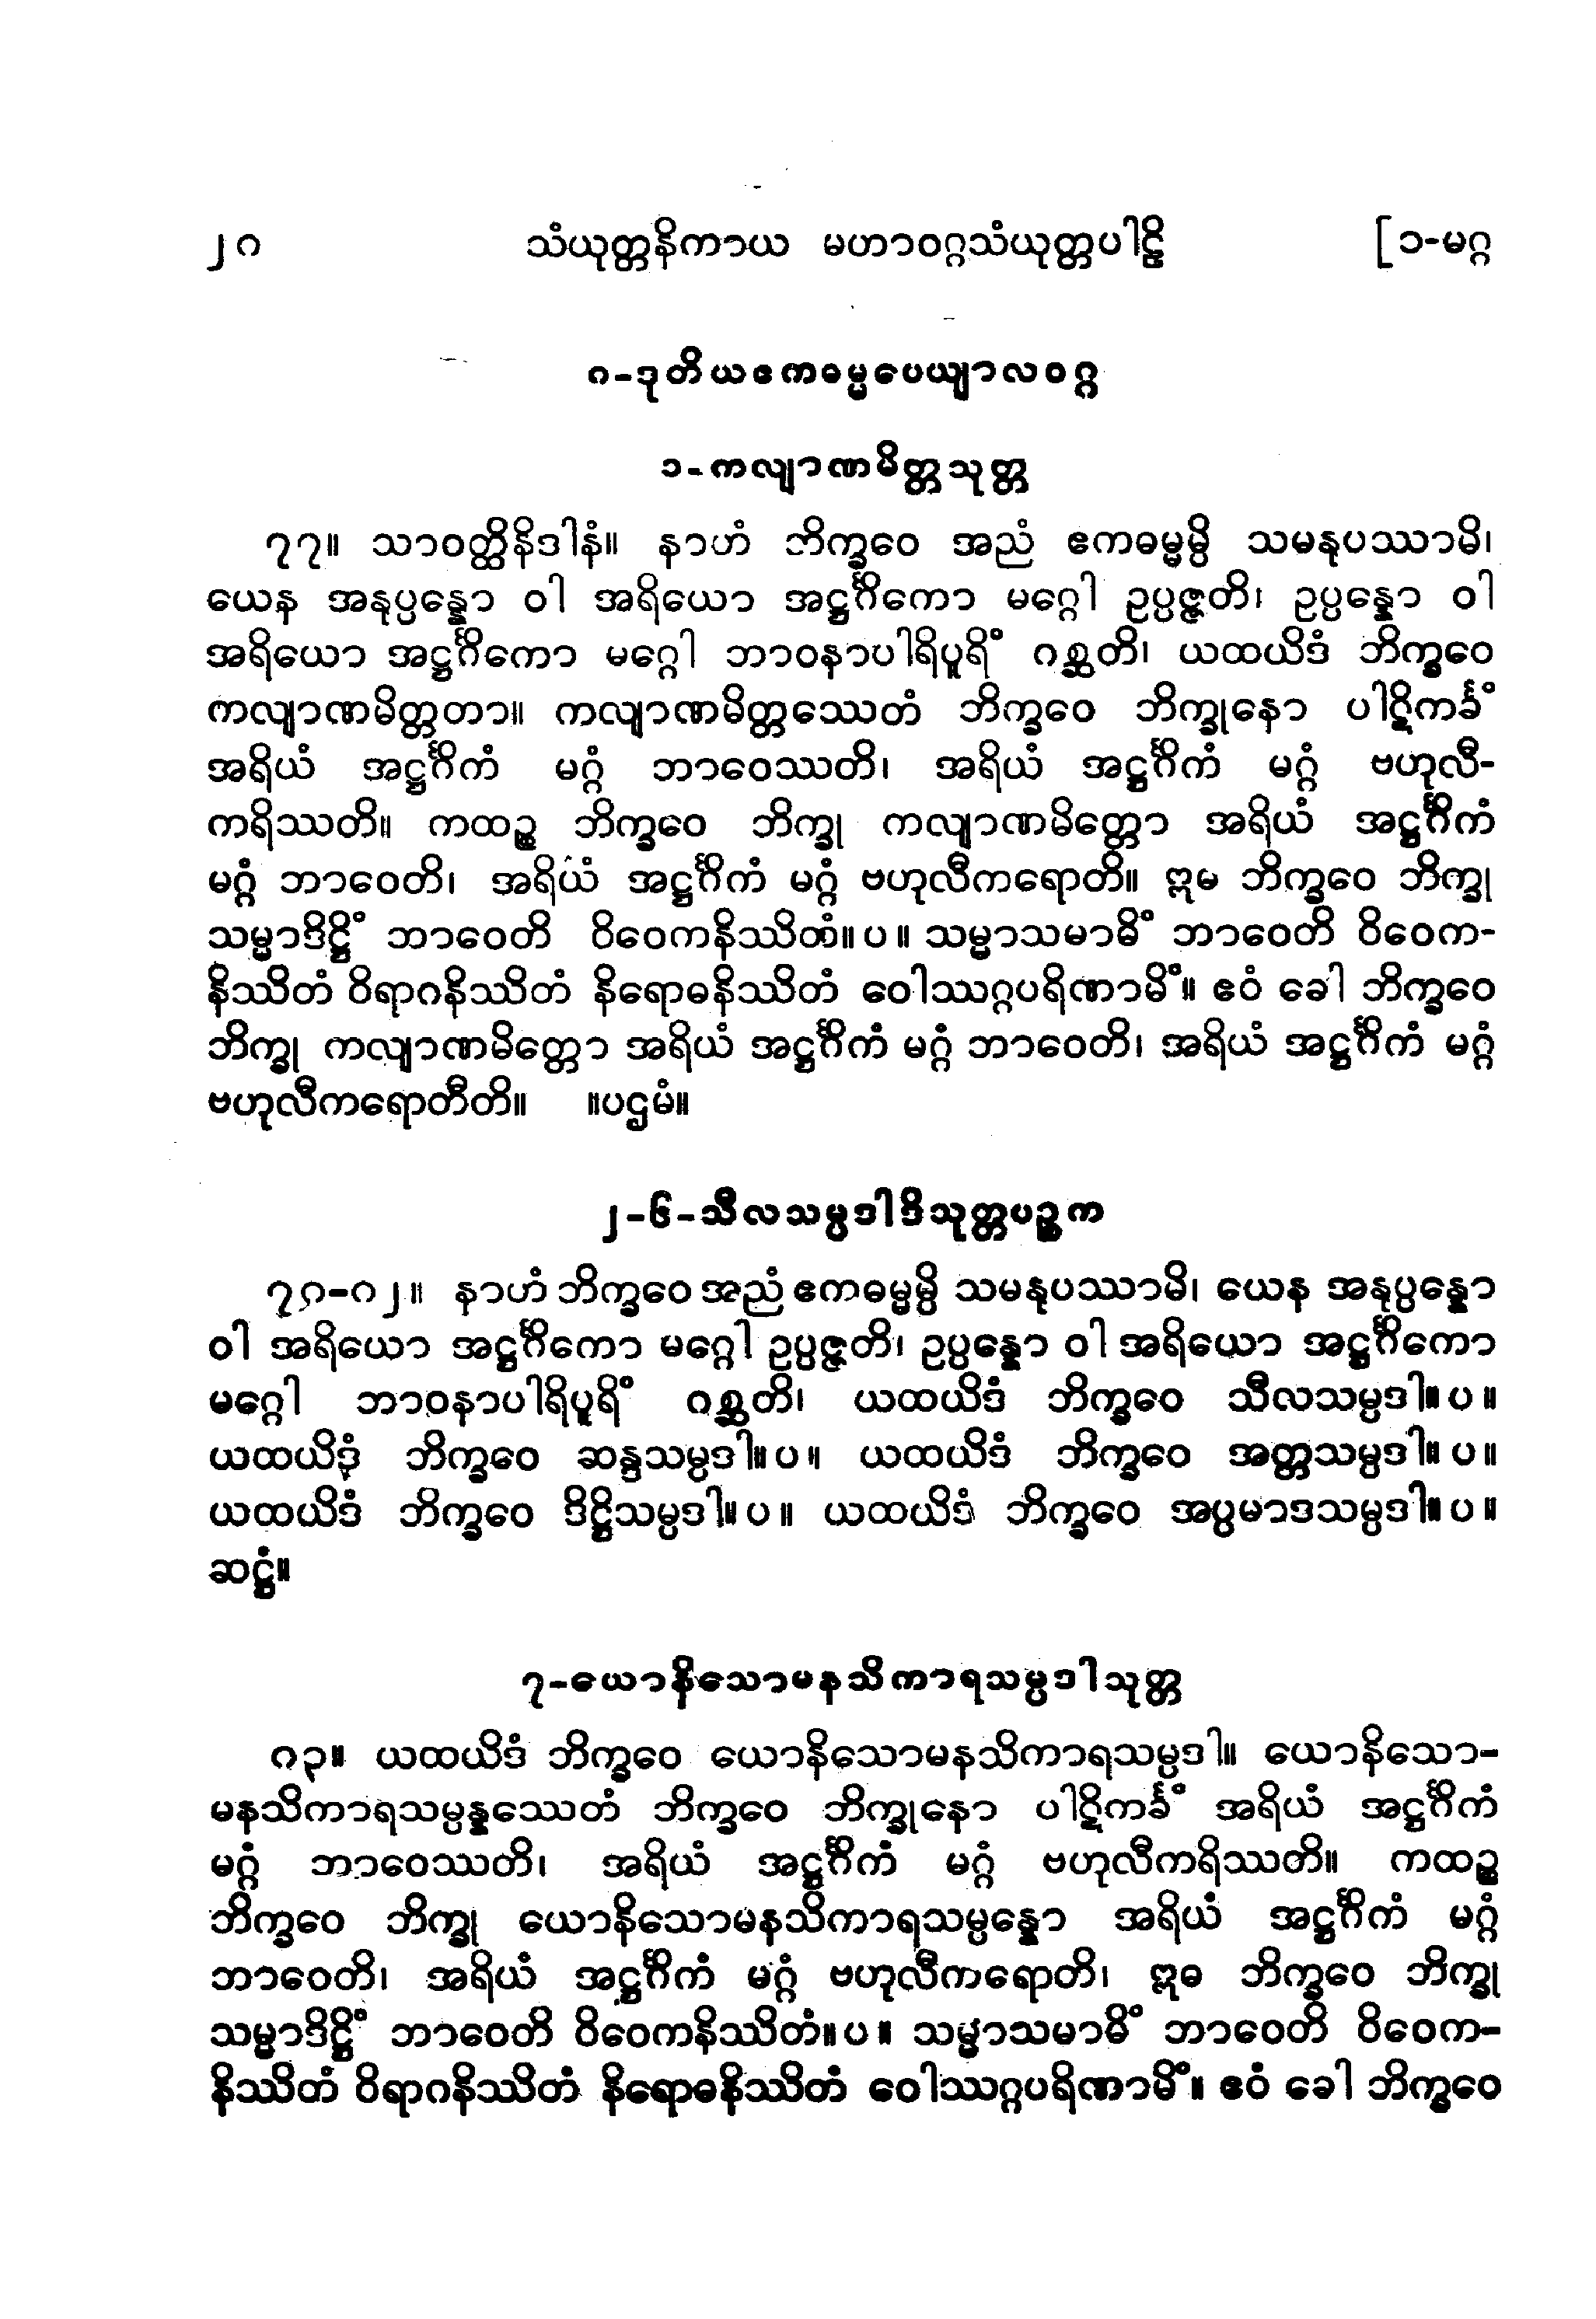 ၂၈ သံယုတ္တနိကာယ မဟာဝဂ္ဂသံယုတ္တပါဠိ [၁-မဂ္ဂ
၈-ဒုတိယဧကဓမ္မပေယျာလဝဂ္ဂ
၁-ကလျာဏမိတ္တသုတ္တ
၇၇။ သာဝတ္ထိနိဒါနံ။ နာဟံ ဘိက္ခဝေ အညံ ဧကဓမ္မမ္ပိ သမနုပဿာမိ၊
ယေန အနုပ္ပန္နော ဝါ အရိယော အဋ္ဌင်္ဂိကော မဂ္ဂေါ ဥပ္ပဇ္ဇတိ၊ ဥပ္ပန္နော ဝါ
အရိယော အဋ္ဌင်္ဂိကော မဂ္ဂေါ ဘာဝနာပါရိပူရိံ ဂစ္ဆတိ၊ ယထယိဒံ ဘိက္ခဝေ
ကလျာဏမိတ္တတာ။ ကလျာဏမိတ္တဿေတံ ဘိက္ခဝေ ဘိက္ခုနော ပါဋိကင်္ခံ
အရိယံ အဋ္ဌင်္ဂိကံ မဂ္ဂံ ဘာဝေဿတိ၊ အရိယံ အဋ္ဌင်္ဂိကံ မဂ္ဂံ ဗဟုလီ-
ကရိဿတိ။ ကထဉ္စ ဘိက္ခဝေ ဘိက္ခု ကလျာဏမိတ္တော အရိယံ အဋ္ဌင်္ဂိကံ
မဂ္ဂံ ဘာဝေတိ၊ အရိယံ အဋ္ဌင်္ဂိကံ မဂ္ဂံ ဗဟုလီကရောတိ။ ဣဓ ဘိက္ခဝေ ဘိက္ခု
သမ္မာဒိဋ္ဌိံ ဘာဝေတိ ဝိဝေကနိဿိတံ။ပ။ သမ္မာသမာဓိံ ဘာဝေတိ ဝိဝေက-
နိဿိတံ ဝိရာဂနိဿိတံ နိရောဓနိဿိတံ ဝေါဿဂ္ဂပရိဏာမိံ။ ဧဝံ ခေါ ဘိက္ခဝေ
ဘိက္ခု ကလျာဏမိတ္တော အရိယံ အဋ္ဌင်္ဂိကံ မဂ္ဂံ ဘာဝေတိ၊ အရိယံ အဋ္ဌင်္ဂိကံ မဂ္ဂံ
ဗဟုလီကရောတီတိ။ ။ပဌမံ။
၂-၆-သီလသမ္ပဒါဒိသုတ္တပဉ္စက
၇၈-၈၂။ နာဟံ ဘိက္ခဝေ အညံ ဧကဓမ္မမ္ပိ သမနုပဿာမိ၊ ယေန အနုပ္ပန္နော
ဝါ အရိယော အဋ္ဌင်္ဂိကော မဂ္ဂေါ ဥပ္ပဇ္ဇတိ၊ ဥပ္ပန္နော ဝါ အရိယော အဋ္ဌင်္ဂိကော
မဂ္ဂေါ ဘာဝနာပါရိပူရိံ ဂစ္ဆတိ၊ ယထယိဒံ ဘိက္ခဝေ သီလသမ္ပဒါ။ပ။
ယထယိဒံ ဘိက္ခဝေ ဆန္ဒသမ္ပဒါ။ပ။ ယထယိဒံ ဘိက္ခဝေ အတ္တသမ္ပဒါ။ပ။
ယထယိဒံ ဘိက္ခဝေ ဒိဋ္ဌိသမ္ပဒါ။ပ။ ယထယိဒံ ဘိက္ခဝေ အပ္ပမာဒသမ္ပဒါ။ပ။
ဆဋ္ဌံ။
၇-ယောနိသောမနသိကာရသမ္ပဒါသုတ္တ
၈၃။ ယထယိဒံ ဘိက္ခဝေ ယောနိသောမနသိကာရသမ္ပဒါ။ ယောနိသော-
မနသိကာရသမ္ပန္နဿေတံ ဘိက္ခဝေ ဘိက္ခုနော ပါဋိကင်္ခံ အရိယံ အဋ္ဌင်္ဂိကံ
မဂ္ဂံ ဘာဝေဿတိ၊ အရိယံ အဋ္ဌင်္ဂိကံ မဂ္ဂံ ဗဟုလီကရိဿတိ။ ကထဉ္စ
ဘိက္ခဝေ ဘိက္ခု ယောနိသောမနသိကာရသမ္ပန္နော အရိယံ အဋ္ဌင်္ဂိကံ မဂ္ဂံ
ဘာဝေတိ၊ အရိယံ အဋ္ဌင်္ဂိကံ မဂ္ဂံ ဗဟုလီကရောတိ၊ ဣဓ ဘိက္ခဝေ ဘိက္ခု
သမ္မာဒိဋ္ဌိံ ဘာဝေတိ ဝိဝေကနိဿိတံ။ပ။ သမ္မာသမာဓိံ ဘာဝေတိ ဝိဝေက-
နိဿိတံ ဝိရာဂနိဿိတံ နိရောဓနိဿိတံ ဝေါဿဂ္ဂပရိဏာမိံ။ ဧဝံ ခေါ ဘိက္ခဝေ